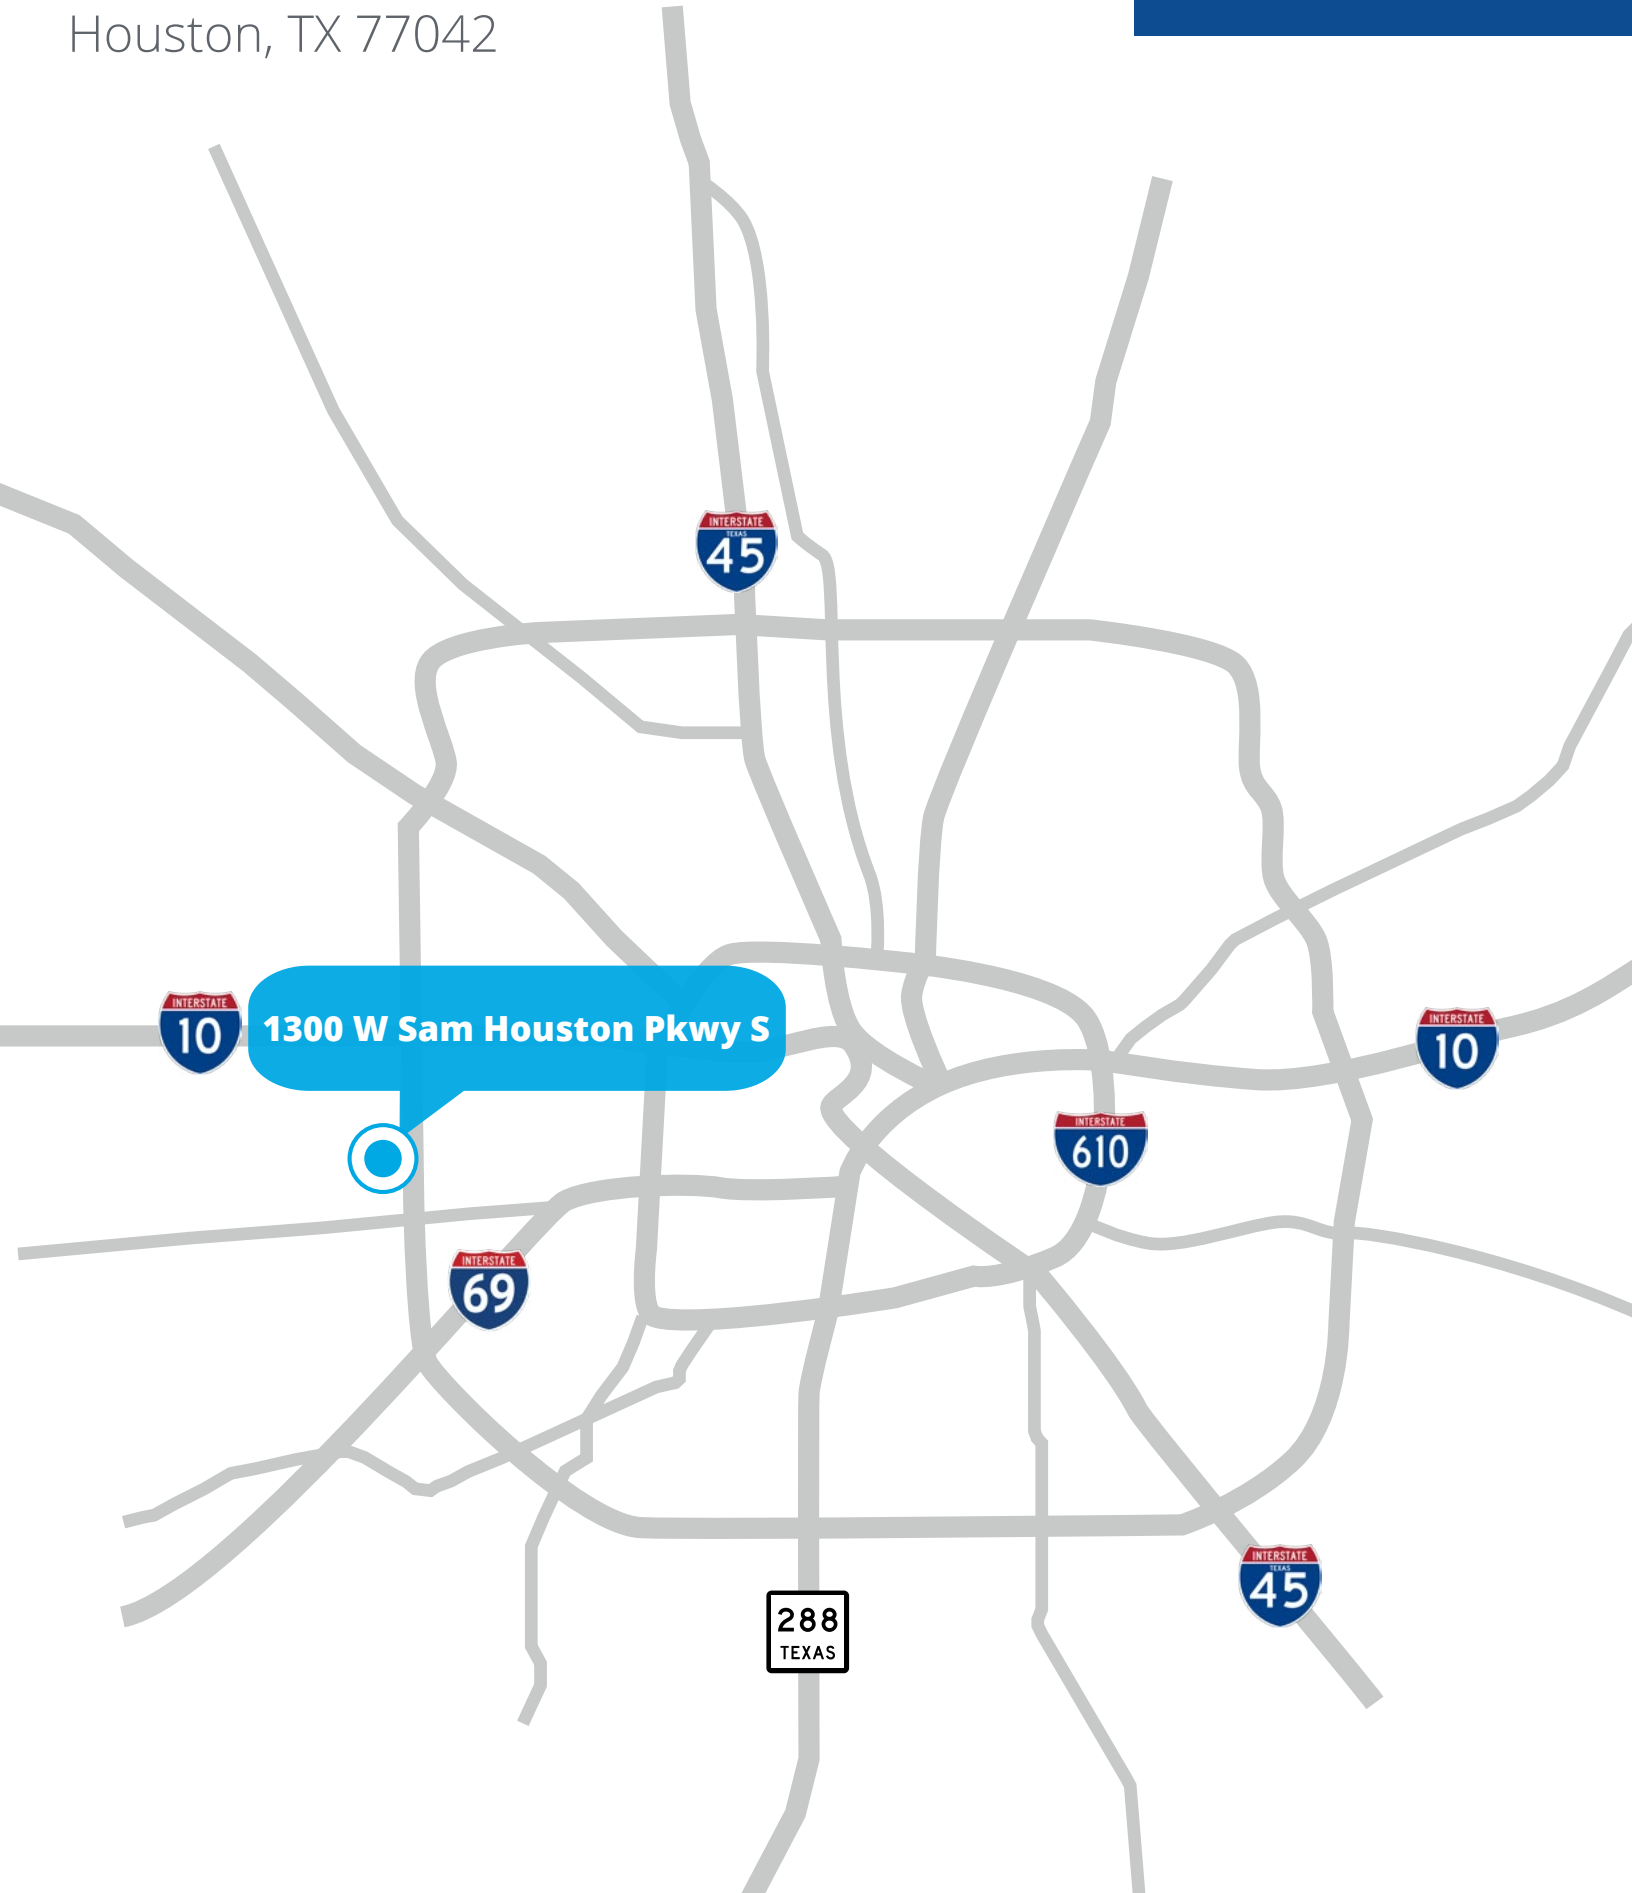 Houston, TX 77042
INTERSTATE
TEXAS
45
INTERSTATE
10
1300 W Sam Houston Pkwy S
INTERSTATE
10
INTERSTATE
610
INTERSTATE
69
INTERSTATE
TEXAS
45
288
TEXAS